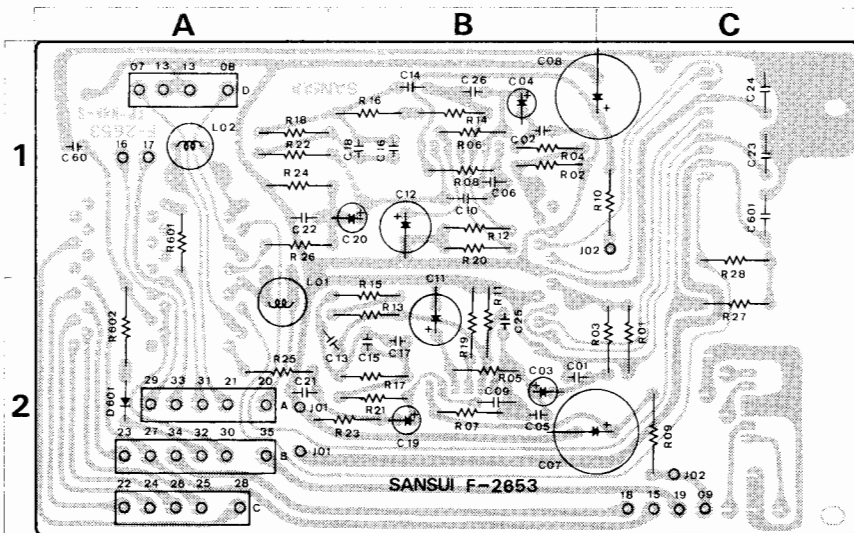 A B C
1
2
07 13 13 08 D
SANSUI
F-2653
L02
C60
16 17
R18
R22
R24
R16
C14
C26
C04
C08
C24
R14
R06
C02
C18
C16
R04
R02
C23
R08
C06
R10
C10
C12
C601
C22
C20
R12
R20
J02
R601
R26
R28
L01
R15
R13
C11
R11
C25
R19
R03
R01
R27
R602
C13
C15
C17
R25
R05
C03
C01
R17
C09
D601
29 33 31 21 20 A
C21
J01
R21
C05
R23
C19
R07
R09
23 27 34 32 30 35 B
J01
C07
J02
SANSUI F-2653
22 24 26 25 28 C
18 15 19 09